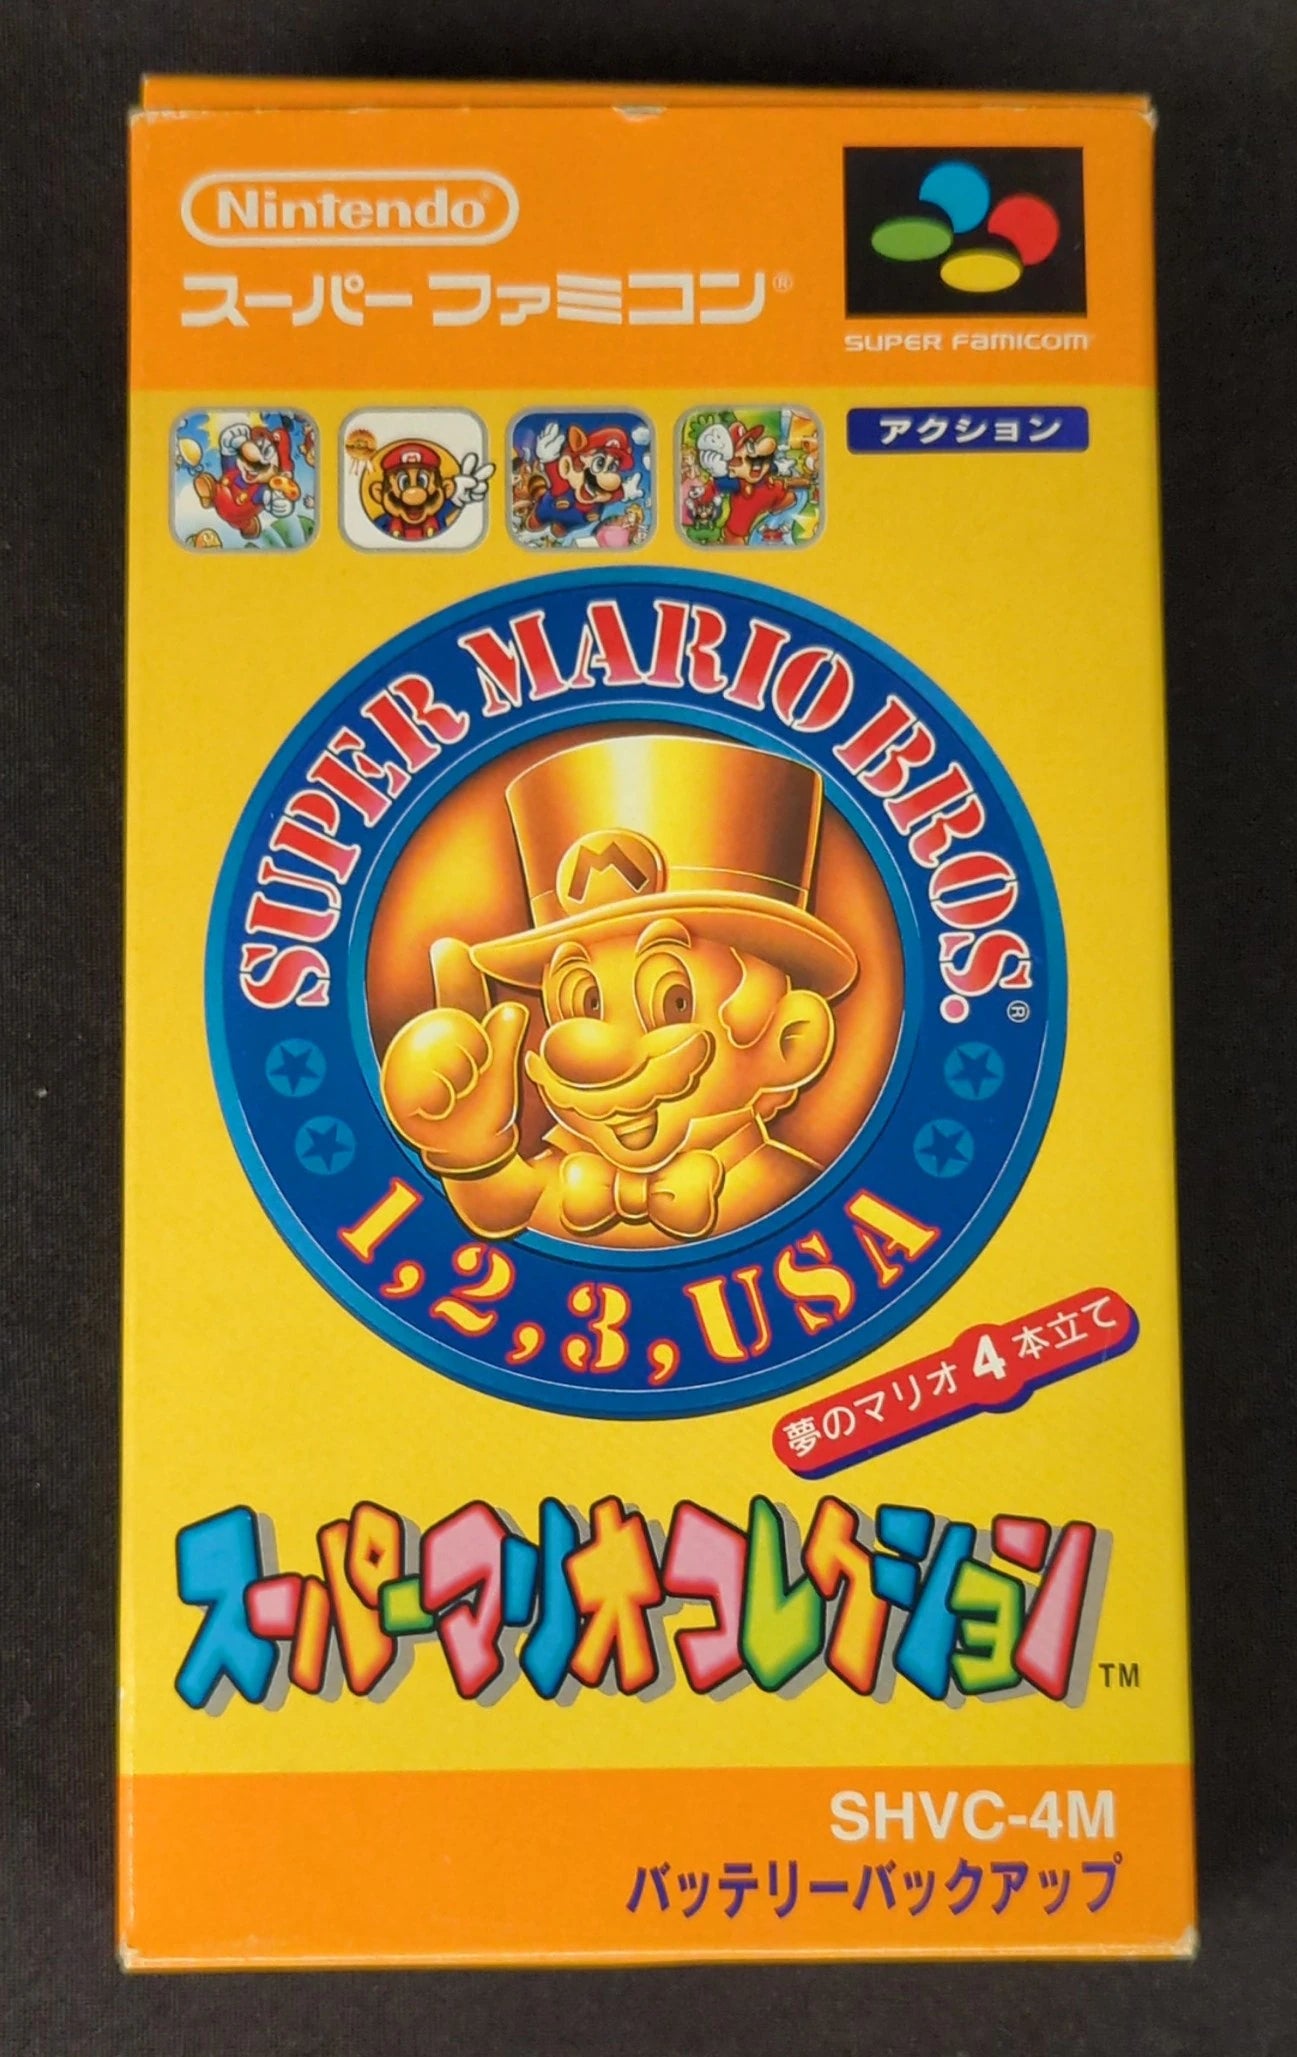 Nintendo®
スーパーファミコン®
SUPER FAMICOM
アクション
SUPER MARIO BROS.®
M
1, 2, 3, USA
夢のマリオ4本立て
スーパーマリオコレクション™
SHVC-4M
バッテリーバックアップ